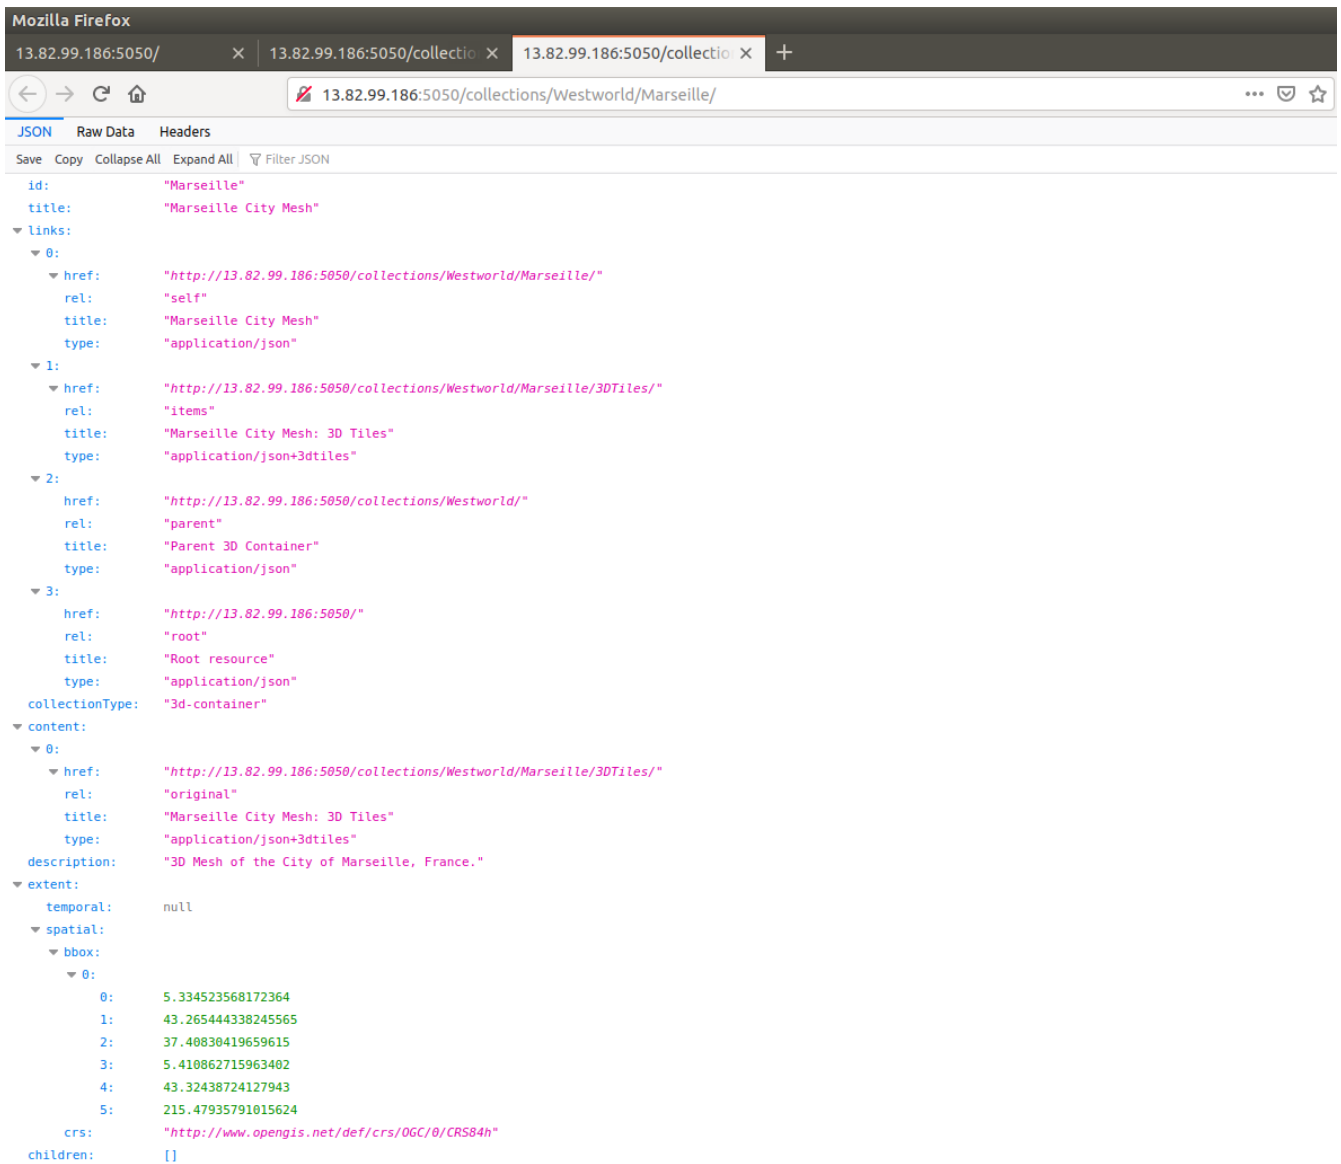 Mozilla Firefox
13.82.99.186:5050/ 13.82.99.186:5050/collectio 13.82.99.186:5050/collectio
13.82.99.186:5050/collections/Westworld/Marseille/
JSON Raw Data Headers
Save Copy Collapse All Expand All Filter JSON
id: "Marseille"
title: "Marseille City Mesh"
links:
0:
href: "http://13.82.99.186:5050/collections/Westworld/Marseille/"
rel: "self"
title: "Marseille City Mesh"
type: "application/json"
1:
href: "http://13.82.99.186:5050/collections/Westworld/Marseille/3DTiles/"
rel: "items"
title: "Marseille City Mesh: 3D Tiles"
type: "application/json+3dtiles"
2:
href: "http://13.82.99.186:5050/collections/Westworld/"
rel: "parent"
title: "Parent 3D Container"
type: "application/json"
3:
href: "http://13.82.99.186:5050/"
rel: "root"
title: "Root resource"
type: "application/json"
collectionType: "3d-container"
content:
0:
href: "http://13.82.99.186:5050/collections/Westworld/Marseille/3DTiles/"
rel: "original"
title: "Marseille City Mesh: 3D Tiles"
type: "application/json+3dtiles"
description: "3D Mesh of the City of Marseille, France."
extent:
temporal: null
spatial:
bbox:
0:
0: 5.334523568172364
1: 43.265444338245565
2: 37.40830419659615
3: 5.410862715963402
4: 43.32438724127943
5: 215.47935791015624
crs: "http://www.opengis.net/def/crs/OGC/0/CRS84h"
children: []